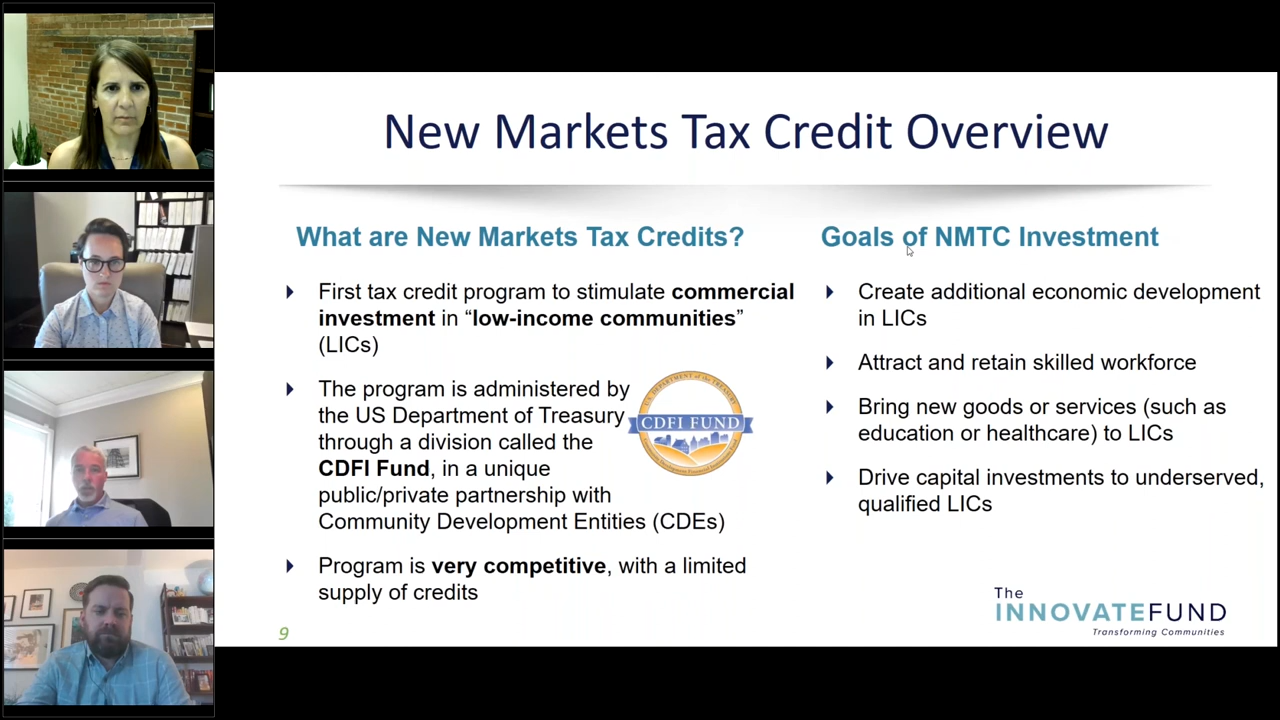 New Markets Tax Credit Overview
What are New Markets Tax Credits?
First tax credit program to stimulate commercial
investment in “low-income communities”
(LICs)
The program is administered by
the US Department of Treasury
through a division called the
CDFI Fund, in a unique
public/private partnership with
Community Development Entities (CDEs)
Program is very competitive, with a limited
supply of credits
CDFI FUND
Goals of NMTC Investment
Create additional economic development
in LICs
Attract and retain skilled workforce
Bring new goods or services (such as
education or healthcare) to LICs
Drive capital investments to underserved,
qualified LICs
9
The
INNOVATEFUND
Transforming Communities